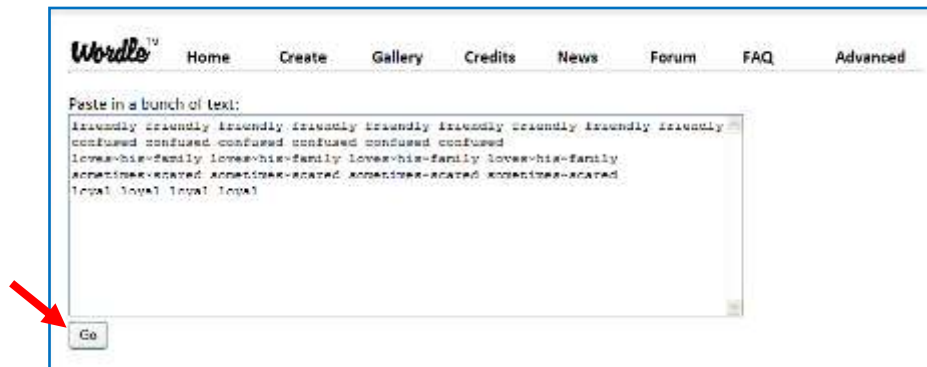 Wordle™ Home Create Gallery Credits News Forum FAQ Advanced
Paste in a bunch of text:
friendly friendly friendly friendly friendly friendly friendly friendly friendly
confused confused confused confused confused confused
loves~his~family loves~his~family loves~his~family loves~his~family
sometimes~scared sometimes~scared sometimes~scared sometimes~scared
loyal loyal loyal loyal
Go